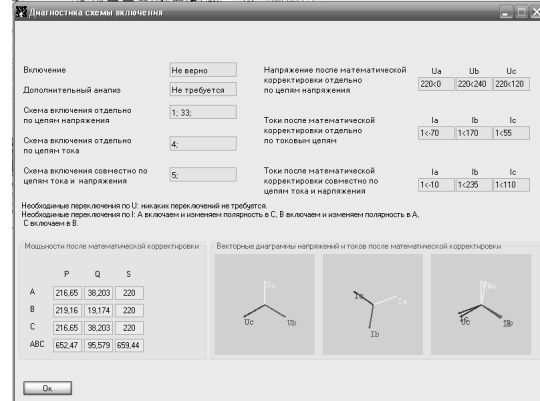 Диагностика схемы включения
Включение Не верно
Дополнительный анализ Не требуется
Схема включения отдельно
по цепям напряжения 1; 33;
Схема включения отдельно
по цепям тока 4;
Схема включения совместно по
цепям тока и напряжения 5;
Напряжение после математической
корректировки отдельно
по цепям напряжения
Ua Ub Uc
220<0 220<240 220<120
Токи после математической
корректировки отдельно
по токовым цепям
Ia Ib Ic
1<-70 1<170 1<55
Токи после математической
корректировки совместно по
цепям тока и напряжения
Ia Ib Ic
1<-10 1<235 1<110
Необходимые переключения по U: никаких переключений не требуется.
Необходимые переключения по I: А включаем и изменяем полярность в С, В включаем и изменяем полярность в А,
С включаем в В.
Мощьности после математической корректировки
P Q S
A 216,65 38,203 220
B 219,16 19,174 220
C 216,65 38,203 220
ABC 652,47 95,579 659,44
Векторные диаграммы напряжений и токов после математической корректировки
Ua
Uc Ub
Ia
Ib
Uc
Ок